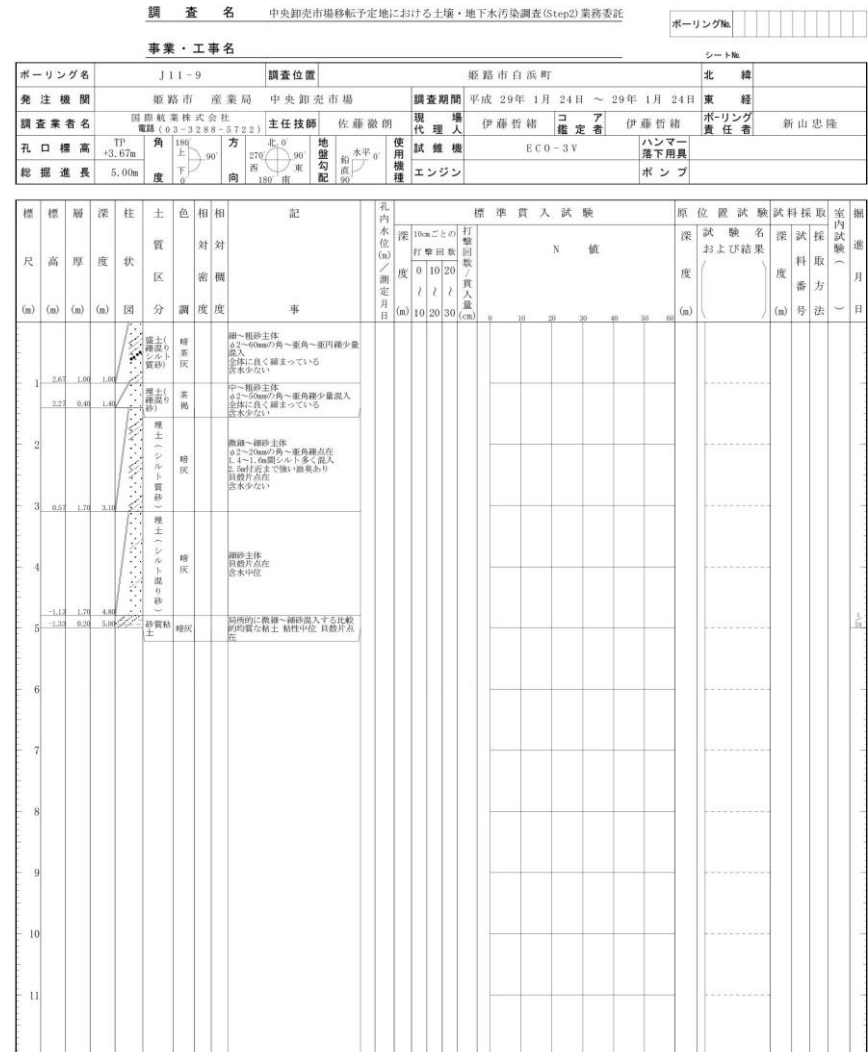 調査名 中央卸売市場移転予定地における土壌・地下水汚染調査(Step2)業務委託
ボーリングNo.
事業・工事名
シートNo.
ボーリング名 J11-9 調査位置 姫路市白浜町 北緯
発注機関 姫路市 産業局 中央卸売市場 調査期間 平成 29年 1月 24日 ～ 29年 1月 24日 東経
調査業者名 国際航業株式会社 電話(03-3288-5722) 主任技師 佐藤徹朗 現場代理人 伊藤哲緒 コア鑑定者 伊藤哲緒 ボーリング責任者 新山忠隆
孔口標高 TP +3.67m 角度 180° 上 90° 下 0° 方向 北 0° 270° 西 90° 東 180° 南 地盤勾配 水平 0° 鉛直 90° 使用機種 試錐機 ECO-3V ハンマー落下用具
総掘進長 5.00m エンジン ポンプ
標尺(m) 標高(m) 層厚(m) 深度(m) 柱状図 土質区分 色調 相対密度 相対稠度 記事 孔内水位(m)/測定月日 標準貫入試験 原位置試験 試料採取 室内試験( ) 掘進月日
深度(m) 10cmごとの打撃回数 打撃回数/貫入量(cm) N値 深度(m) 試験名および結果 深度(m) 試料番号 採取方法
0 10 20
～ ～ ～
10 20 30 0 10 20 30 40 50 60
盛土(礫混りシルト質砂) 暗茶灰
細～粗砂主体
φ2～60mmの角～亜角～亜円礫少量
混入
全体に良く締まっている
含水少ない
1 2.67 1.00 1.00
埋土(礫混り砂) 茶褐
中～粗砂主体
φ2～50mmの角～亜角礫少量混入
全体に良く締まっている
含水少ない
2.27 0.40 1.40
2
埋土(シルト質砂) 暗灰
微細～細砂主体
φ2～20mmの角～亜角礫点在
1.4～1.6m間シルト多く混入
2.5m付近まで強い油臭あり
貝殻片点在
含水少ない
3 0.57 1.70 3.10
埋土(シルト混り砂) 暗灰
細砂主体
貝殻片点在
含水中位
4
-1.13 1.70 4.80
5 -1.33 0.20 5.00
砂質粘土 暗灰
局所的に微細～細砂混入する比較
的均質な粘土 粘性中位 貝殻片点
在
1/24
6
7
8
9
10
11